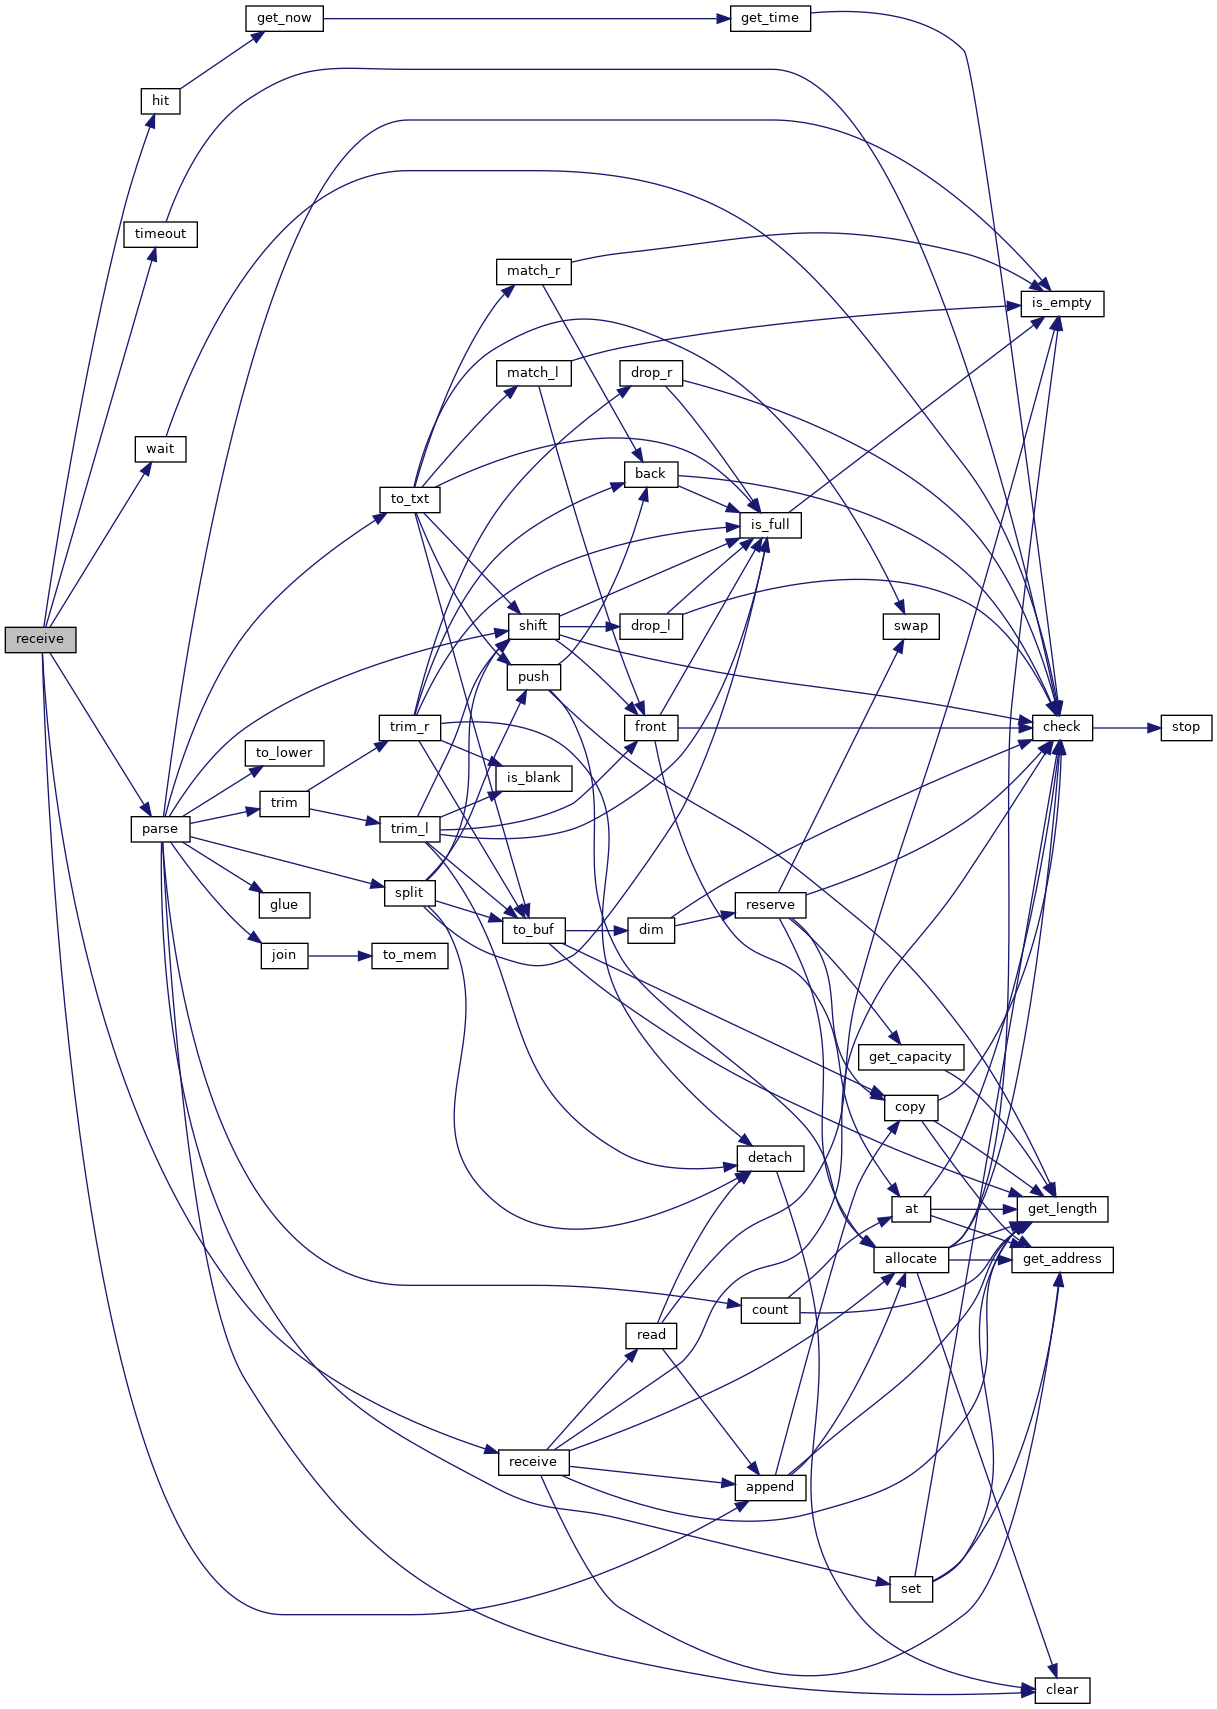 get_now
get_time
hit
timeout
match_r
is_empty
match_l
drop_r
wait
back
to_txt
is_full
shift
drop_l
swap
receive
push
trim_r
front
check
stop
to_lower
is_blank
trim
parse
trim_l
split
glue
reserve
to_buf
dim
join
to_mem
get_capacity
copy
detach
at
get_length
allocate
get_address
count
read
receive
append
set
clear